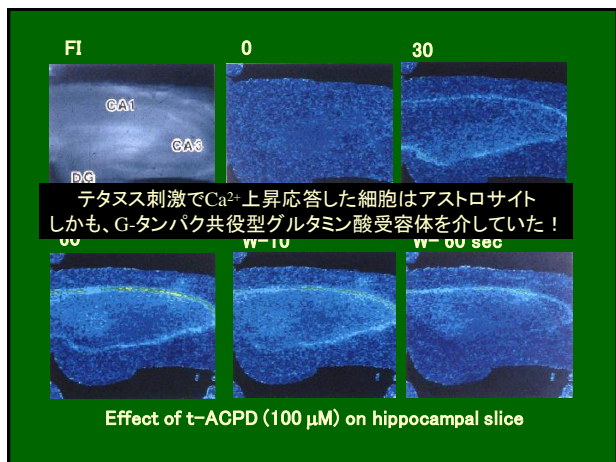 FI 0 30
CA1
CA3
DG
テタヌス刺激でCa²⁺上昇応答した細胞はアストロサイト
しかも、G-タンパク共役型グルタミン酸受容体を介していた！
60 W-10 W- 60 sec
Effect of t-ACPD (100 μM) on hippocampal slice